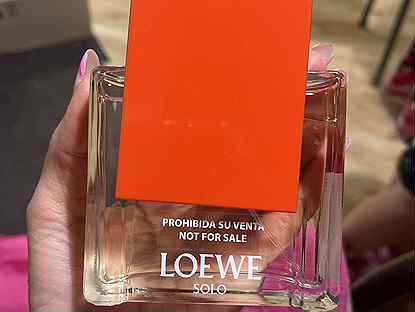 PROHIBIDA SU VENTA
NOT FOR SALE
LOEWE
SOLO